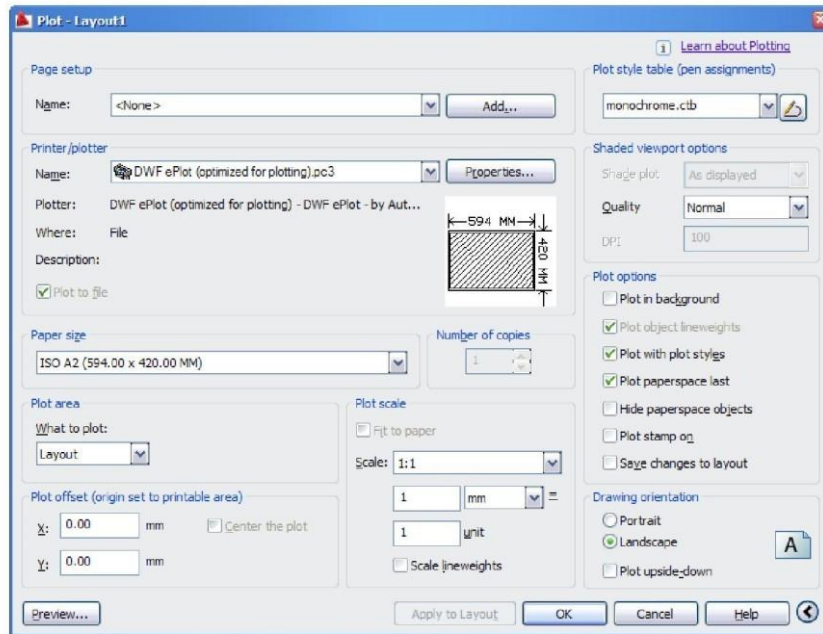 Plot - Layout1
Learn about Plotting
Page setup
Name: <None> Add...
Plot style table (pen assignments)
monochrome.ctb
Printer/plotter
Name: DWF ePlot (optimized for plotting).pc3 Properties...
Plotter: DWF ePlot (optimized for plotting) - DWF ePlot - by Aut...
Where: File
Description:
Plot to file
594 MM
420 MM
Shaded viewport options
Shade plot As displayed
Quality Normal
DPI 100
Paper size
ISO A2 (594.00 x 420.00 MM)
Number of copies
1
Plot options
Plot in background
Plot object lineweights
Plot with plot styles
Plot paperspace last
Hide paperspace objects
Plot stamp on
Save changes to layout
Plot area
What to plot:
Layout
Plot scale
Fit to paper
Scale: 1:1
1 mm =
1 unit
Scale lineweights
Plot offset (origin set to printable area)
X: 0.00 mm Center the plot
Y: 0.00 mm
Drawing orientation
Portrait
Landscape
Plot upside-down
A
Preview... Apply to Layout OK Cancel Help